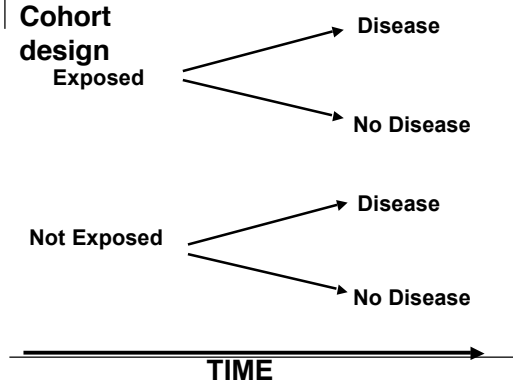 Cohort
design
Exposed
Disease
No Disease
Not Exposed
Disease
No Disease
TIME